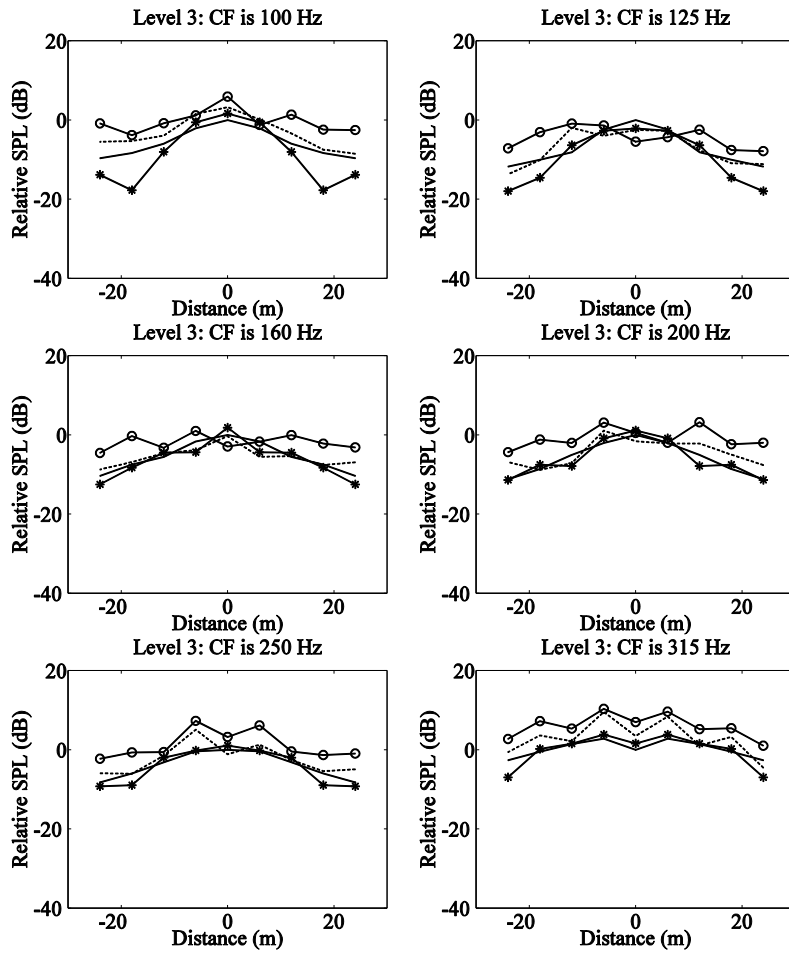 Level 3: CF is 100 Hz
20
0
-20
-40
Relative SPL (dB)
-20 0 20
Distance (m)
Level 3: CF is 125 Hz
20
0
-20
-40
Relative SPL (dB)
-20 0 20
Distance (m)
Level 3: CF is 160 Hz
20
0
-20
-40
Relative SPL (dB)
-20 0 20
Distance (m)
Level 3: CF is 200 Hz
20
0
-20
-40
Relative SPL (dB)
-20 0 20
Distance (m)
Level 3: CF is 250 Hz
20
0
-20
-40
Relative SPL (dB)
-20 0 20
Distance (m)
Level 3: CF is 315 Hz
20
0
-20
-40
Relative SPL (dB)
-20 0 20
Distance (m)